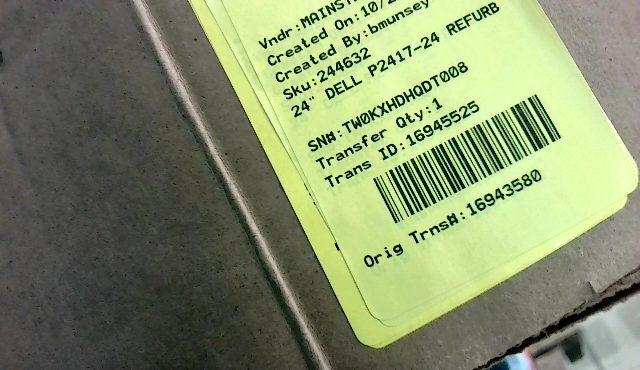 Vndr:MAINST
Created On:10/2
Created By:bmunsey
Sku:244632
24" DELL P2417-24 REFURB
SN#:TW0KXHDHQDT008
Transfer Qty:1
Trans ID:16945525
Orig Trns#:16943580